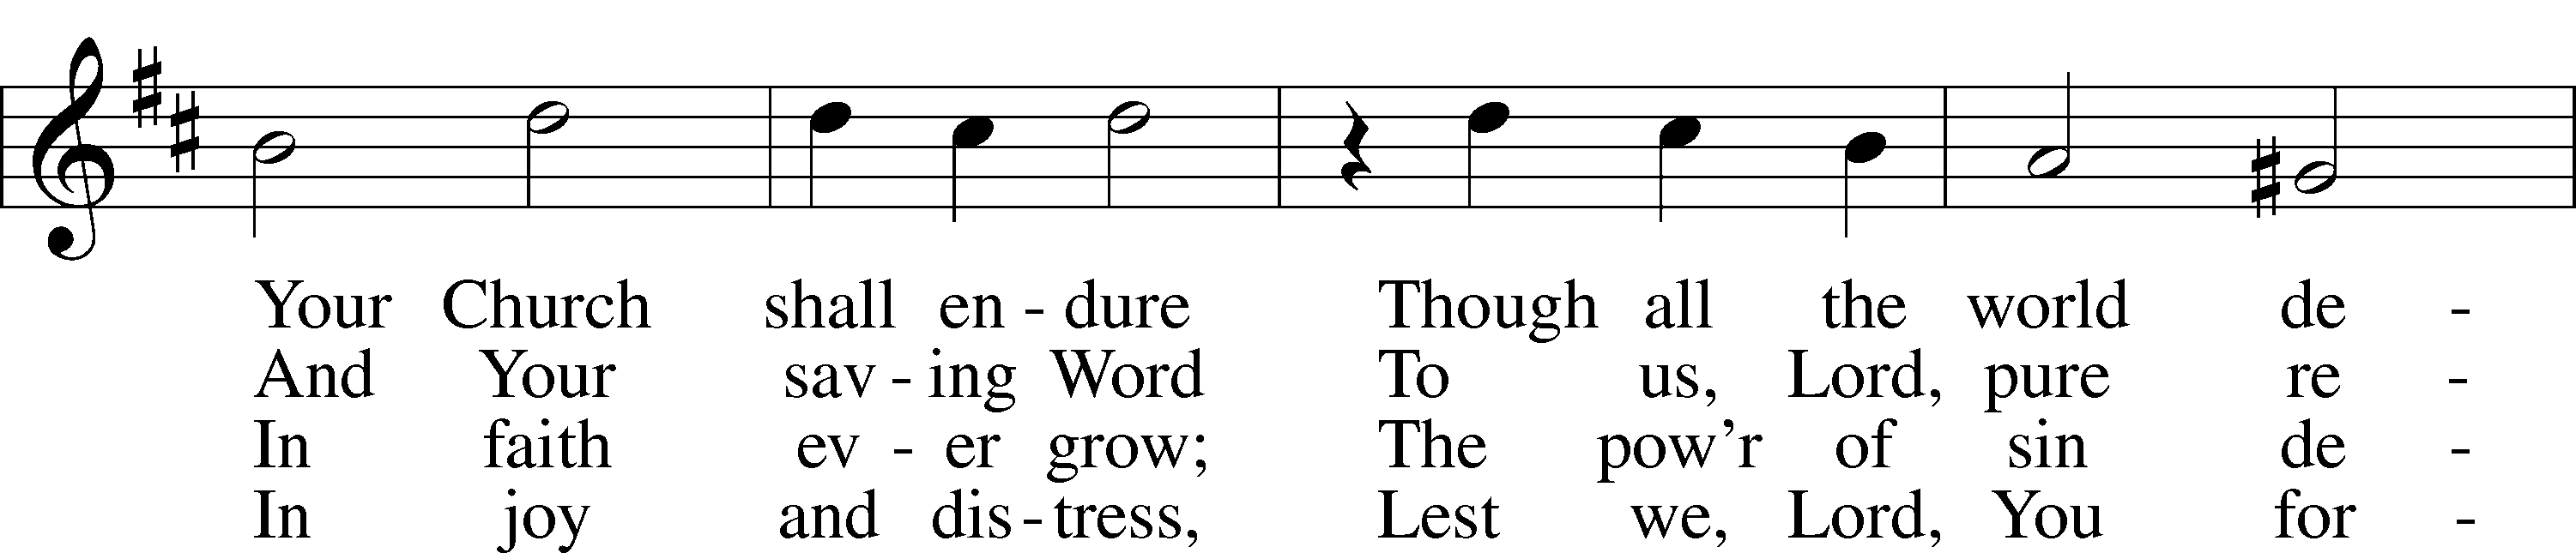 Your Church shall en - dure Though all the world de -
And Your sav - ing Word To us, Lord, pure re -
In faith ev - er grow; The pow'r of sin de -
In joy and dis - tress, Lest we, Lord, You for -